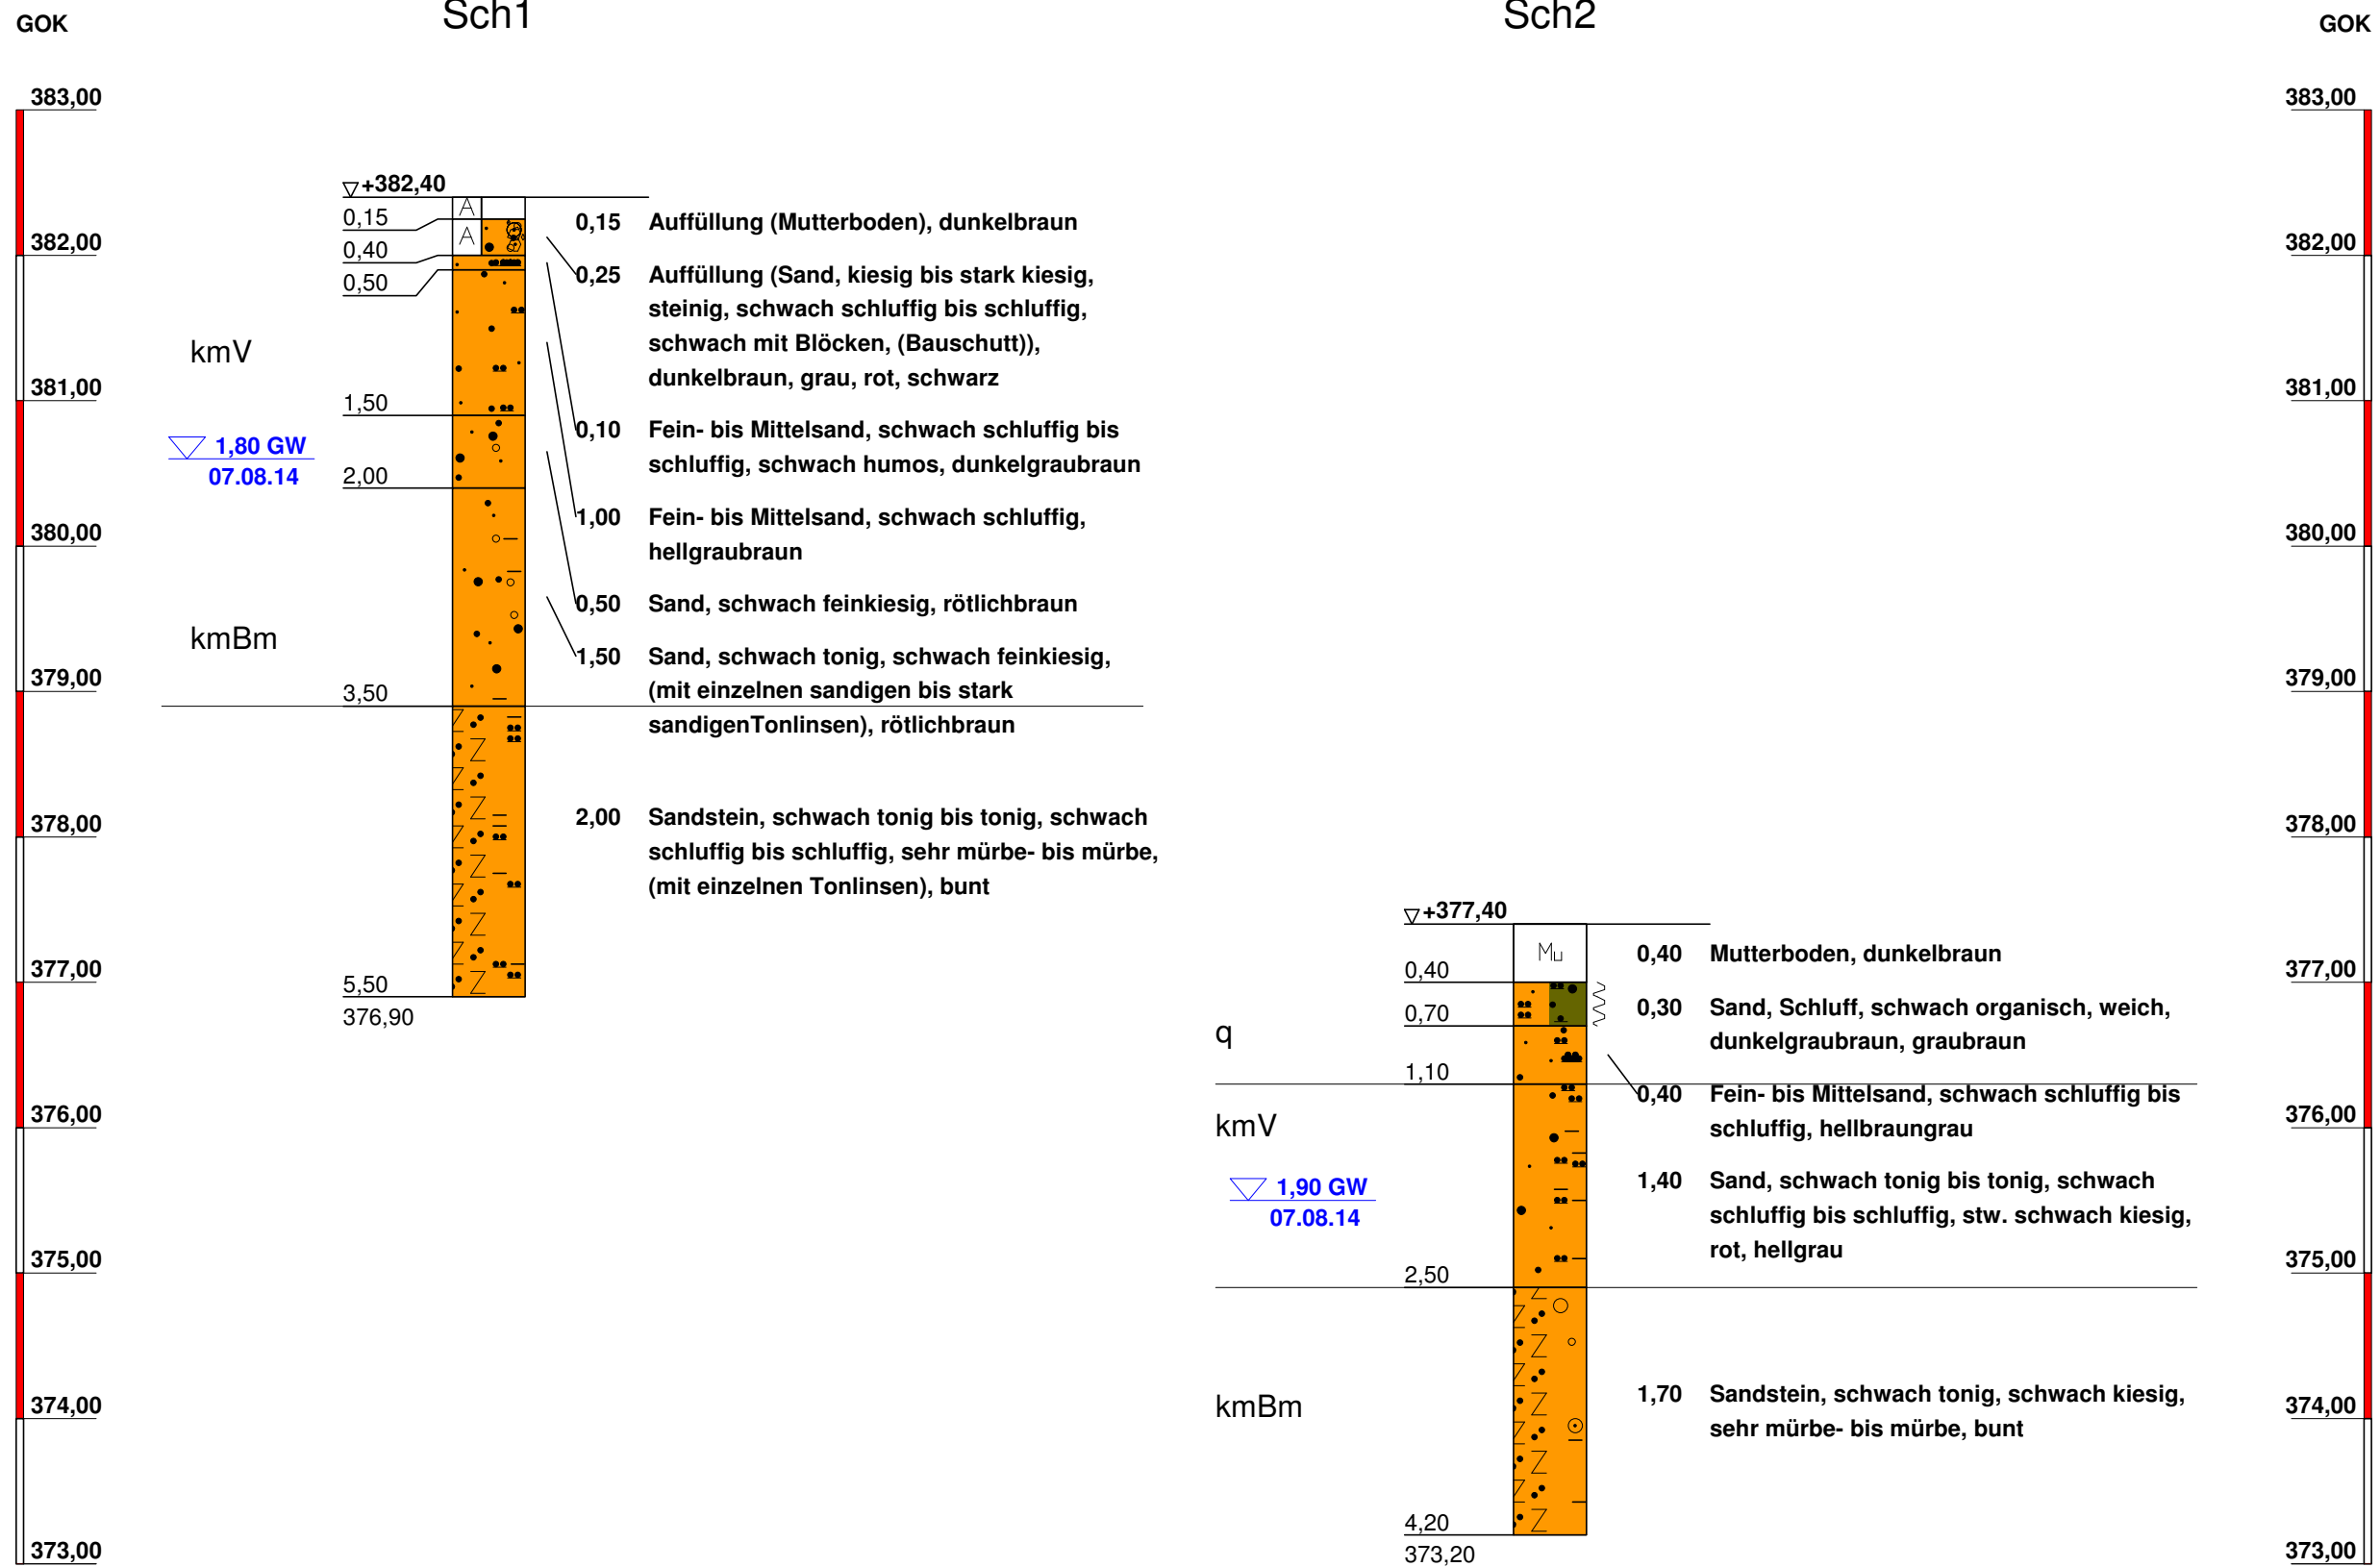 GOK
Sch1
Sch2
GOK
383,00
382,00
381,00
380,00
379,00
378,00
377,00
376,00
375,00
374,00
373,00
+382,40
0,15
0,40
0,50
1,50
2,00
3,50
5,50
376,90
A
A
kmV
1,80 GW
07.08.14
kmBm
0,15 Auffüllung (Mutterboden), dunkelbraun
0,25 Auffüllung (Sand, kiesig bis stark kiesig,
steinig, schwach schluffig bis schluffig,
schwach mit Blöcken, (Bauschutt)),
dunkelbraun, grau, rot, schwarz
0,10 Fein- bis Mittelsand, schwach schluffig bis
schluffig, schwach humos, dunkelgraubraun
1,00 Fein- bis Mittelsand, schwach schluffig,
hellgraubraun
0,50 Sand, schwach feinkiesig, rötlichbraun
1,50 Sand, schwach tonig, schwach feinkiesig,
(mit einzelnen sandigen bis stark
sandigenTonlinsen), rötlichbraun
2,00 Sandstein, schwach tonig bis tonig, schwach
schluffig bis schluffig, sehr mürbe- bis mürbe,
(mit einzelnen Tonlinsen), bunt
+377,40
0,40
0,70
1,10
2,50
4,20
373,20
Mu
q
kmV
1,90 GW
07.08.14
kmBm
0,40 Mutterboden, dunkelbraun
0,30 Sand, Schluff, schwach organisch, weich,
dunkelgraubraun, graubraun
0,40 Fein- bis Mittelsand, schwach schluffig bis
schluffig, hellbraungrau
1,40 Sand, schwach tonig bis tonig, schwach
schluffig bis schluffig, stw. schwach kiesig,
rot, hellgrau
1,70 Sandstein, schwach tonig, schwach kiesig,
sehr mürbe- bis mürbe, bunt
383,00
382,00
381,00
380,00
379,00
378,00
377,00
376,00
375,00
374,00
373,00